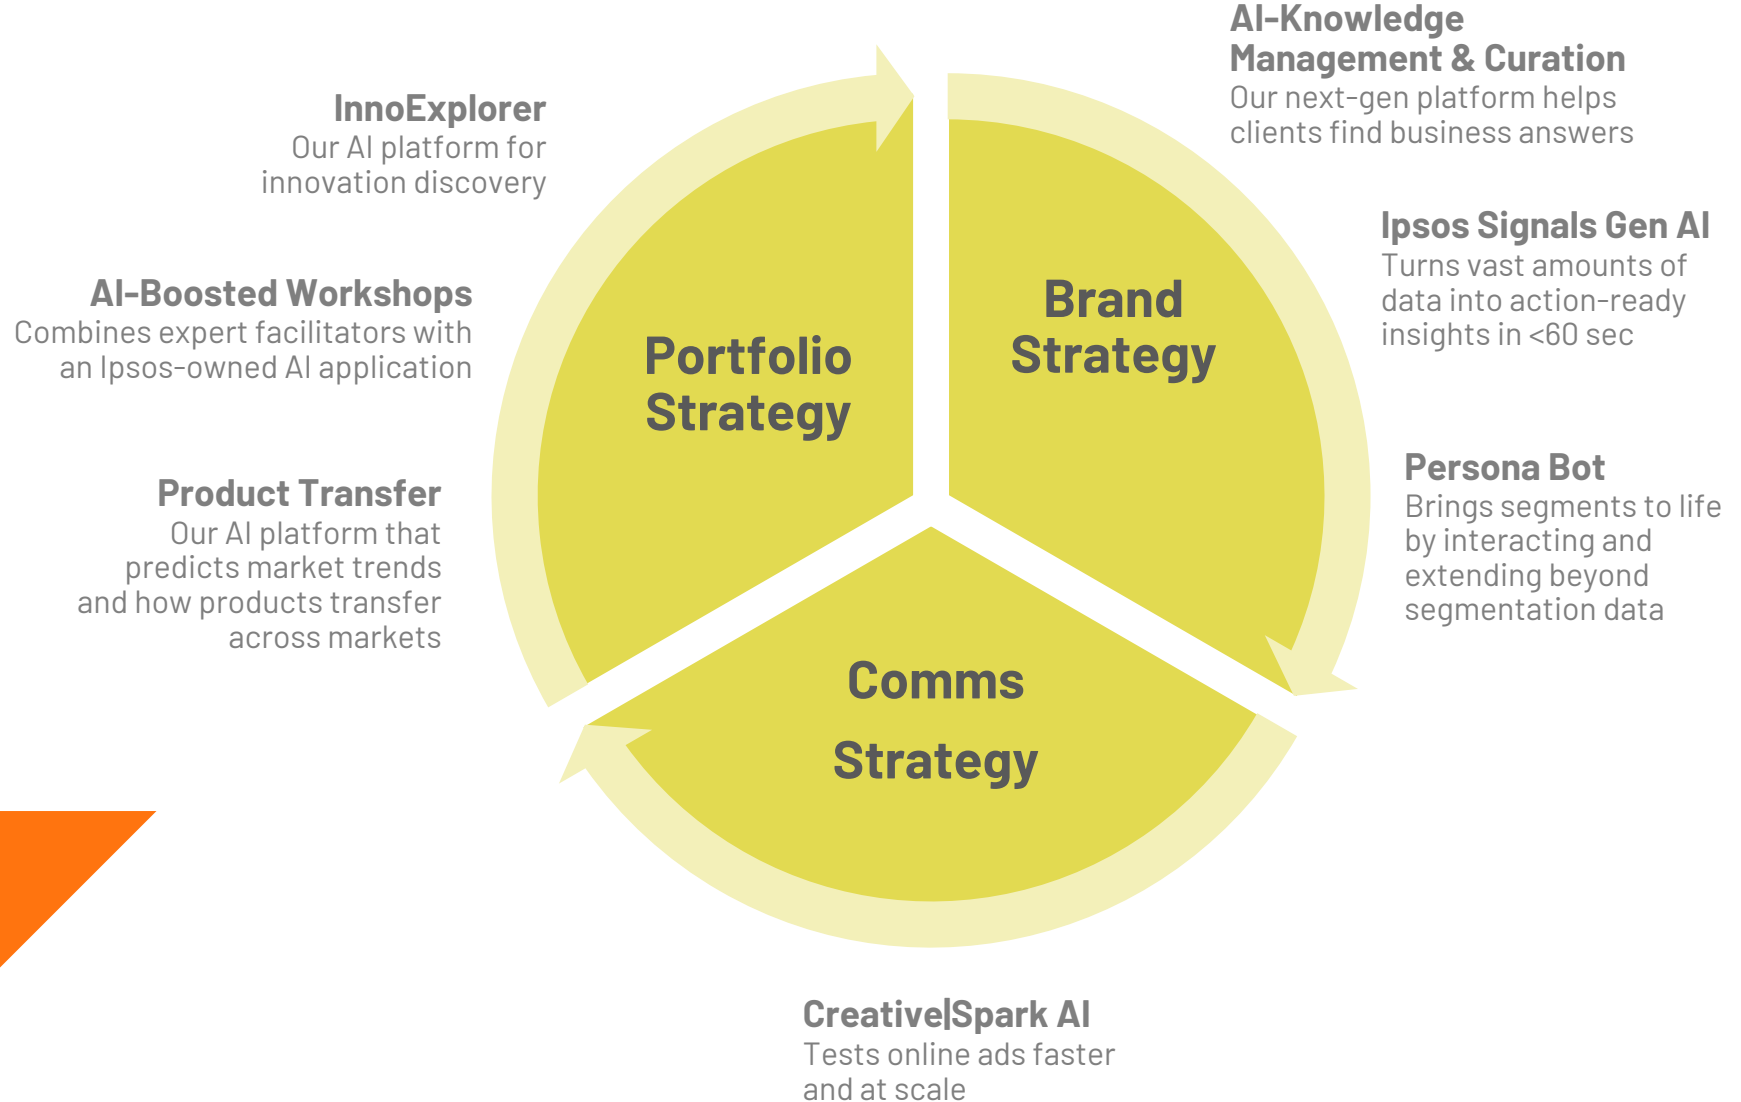 AI-Knowledge
Management & Curation
Our next-gen platform helps
clients find business answers
InnoExplorer
Our AI platform for
innovation discovery
Ipsos Signals Gen AI
Turns vast amounts of
data into action-ready
insights in <60 sec
AI-Boosted Workshops
Combines expert facilitators with
an Ipsos-owned AI application
Brand
Strategy
Portfolio
Strategy
Persona Bot
Brings segments to life
by interacting and
extending beyond
segmentation data
Product Transfer
Our AI platform that
predicts market trends
and how products transfer
across markets
Comms
Strategy
Creative|Spark AI
Tests online ads faster
and at scale